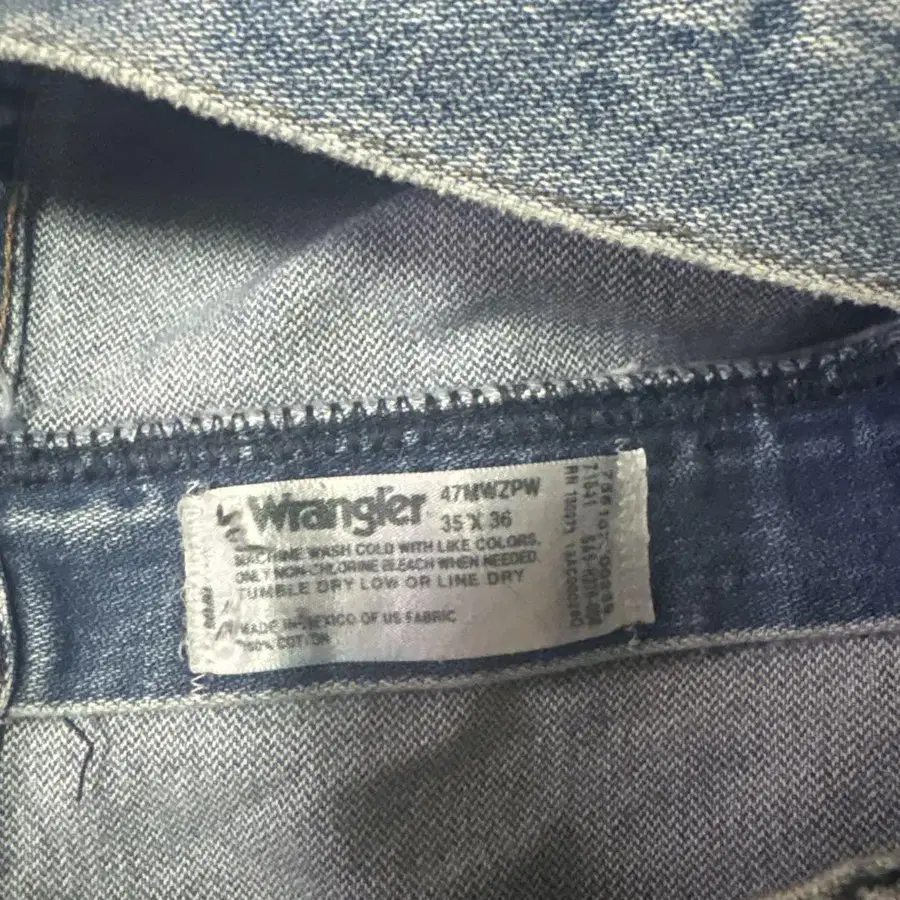 Wrangler 47MWZPW
35 X 36
MACHINE WASH COLD WITH LIKE COLORS,
ONLY NON-CHLORINE BLEACH WHEN NEEDED.
TUMBLE DRY LOW OR LINE DRY
MADE IN MEXICO OF US FABRIC
100% COTTON